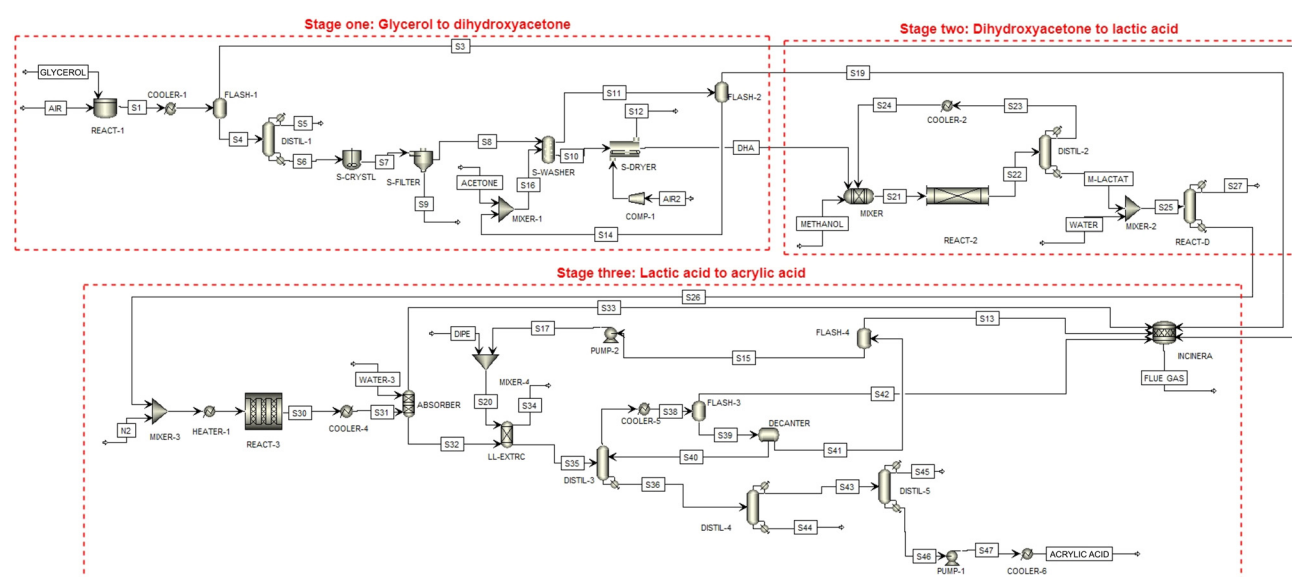 Stage one: Glycerol to dihydroxyacetone
S3
GLYCEROL
COOLER-1
FLASH-1
AIR
S1
REACT-1
S4
S5
DISTIL-1
S6
S-CRYSTL
S7
S-FILTER
S8
S9
ACETONE
S16
MIXER-1
S11
S-WASHER
S10
S12
S-DRYER
COMP-1
AIR2
S14
FLASH-2
DHA
Stage two: Dihydroxyacetone to lactic acid
S19
S24
S23
COOLER-2
DISTIL-2
S22
METHANOL
MIXER
S21
REACT-2
M-LACTAT
WATER
MIXER-2
S25
S27
REACT-D
Stage three: Lactic acid to acrylic acid
S26
S33
N2
MIXER-3
HEATER-1
REACT-3
S30
COOLER-4
S31
WATER-3
ABSORBER
S32
DIPE
S17
PUMP-2
S15
FLASH-4
S13
MIXER-4
S20
S34
LL-EXTRC
S35
DISTIL-3
COOLER-5
S38
FLASH-3
S42
S39
DECANTER
S40
S41
S36
DISTIL-4
S44
S43
S45
DISTIL-5
S46
PUMP-1
S47
COOLER-6
ACRYLIC ACID
INCINERA
FLUE GAS